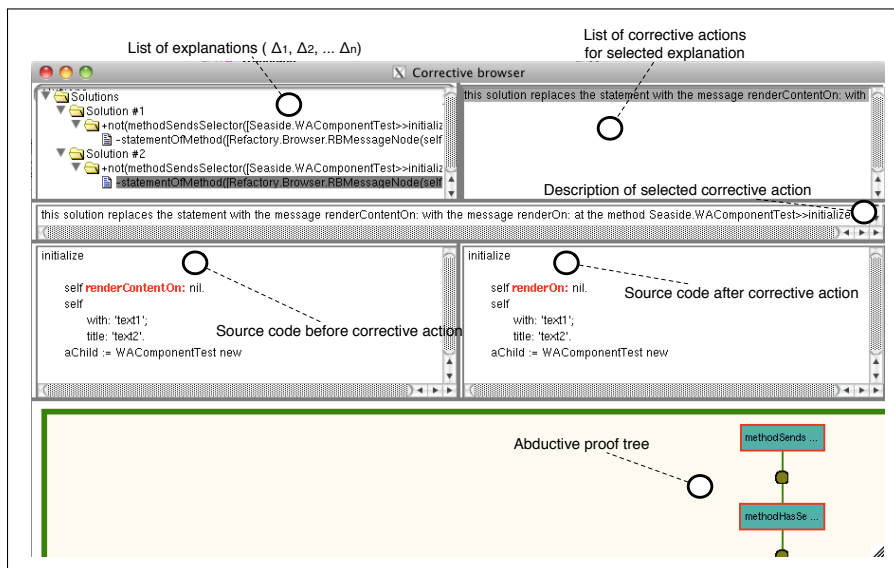 List of explanations ( Δ1, Δ2, ... Δn)
List of corrective actions
for selected explanation
Corrective browser
Solutions
Solution #1
+not(methodSendsSelector([Seaside.WAComponentTest>>initializ
-statementOfMethod([Refactory.Browser.RBMessageNode(self
Solution #2
+not(methodSendsSelector([Seaside.WAComponentTest>>initializ
-statementOfMethod([Refactory.Browser.RBMessageNode(self
this solution replaces the statement with the message renderContentOn: with
Description of selected corrective action
this solution replaces the statement with the message renderContentOn: with the message renderOn: at the method Seaside.WAComponentTest>>initialize
initialize
self renderContentOn: nil.
self
with: 'text1';
title: 'text2'.
aChild := WAComponentTest new
Source code before corrective action
initialize
self renderOn: nil.
self
with: 'text1';
title: 'text2'.
aChild := WAComponentTest new
Source code after corrective action
Abductive proof tree
methodSends ...
methodHasSe ...